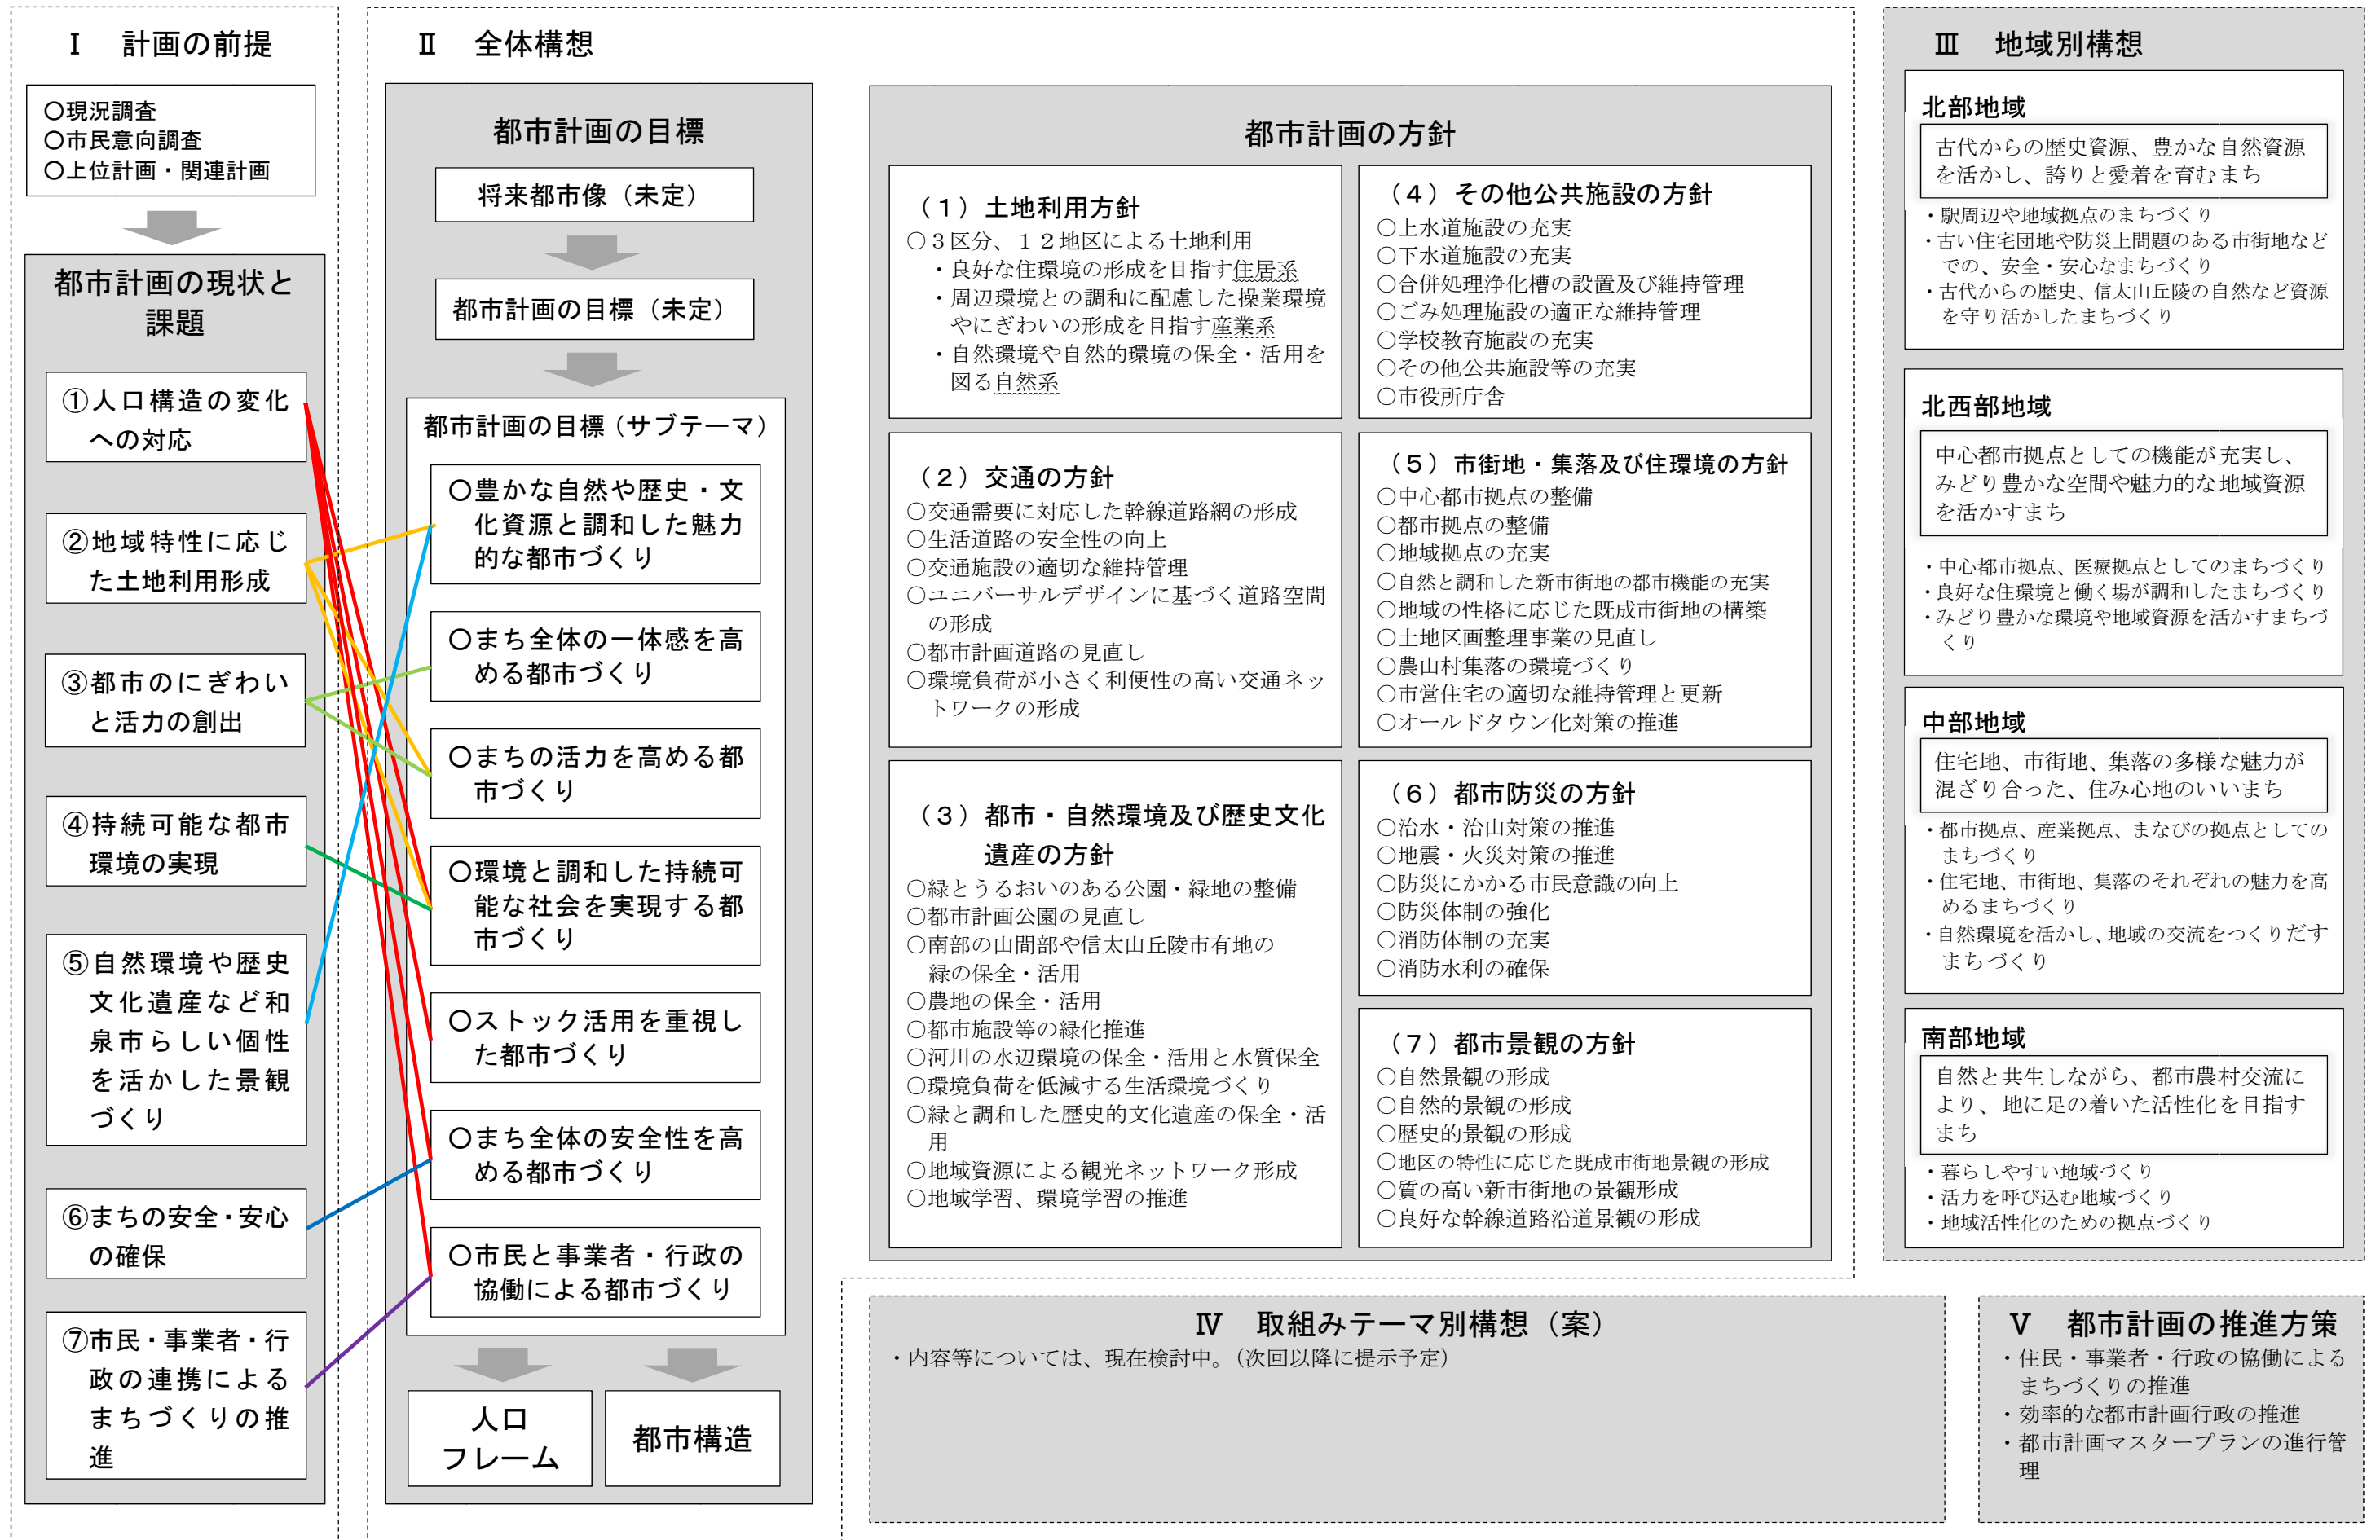 Ⅰ　計画の前提
〇現況調査
〇市民意向調査
〇上位計画・関連計画
都市計画の現状と
課題
①人口構造の変化
への対応
②地域特性に応じ
た土地利用形成
③都市のにぎわい
と活力の創出
④持続可能な都市
環境の実現
⑤自然環境や歴史
文化遺産など和
泉市らしい個性
を活かした景観
づくり
⑥まちの安全・安心
の確保
⑦市民・事業者・行
政の連携による
まちづくりの推
進
Ⅱ　全体構想
都市計画の目標
将来都市像（未定）
都市計画の目標（未定）
都市計画の目標（サブテーマ）
〇豊かな自然や歴史・文
化資源と調和した魅力
的な都市づくり
〇まち全体の一体感を高
める都市づくり
〇まちの活力を高める都
市づくり
〇環境と調和した持続可
能な社会を実現する都
市づくり
〇ストック活用を重視し
た都市づくり
〇まち全体の安全性を高
める都市づくり
〇市民と事業者・行政の
協働による都市づくり
人口
フレーム
都市構造
都市計画の方針
（１）土地利用方針
〇３区分、１２地区による土地利用
・良好な住環境の形成を目指す住居系
・周辺環境との調和に配慮した操業環境
やにぎわいの形成を目指す産業系
・自然環境や自然的環境の保全・活用を
図る自然系
（２）交通の方針
〇交通需要に対応した幹線道路網の形成
〇生活道路の安全性の向上
〇交通施設の適切な維持管理
〇ユニバーサルデザインに基づく道路空間
の形成
〇都市計画道路の見直し
〇環境負荷が小さく利便性の高い交通ネッ
トワークの形成
（３）都市・自然環境及び歴史文化
遺産の方針
〇緑とうるおいのある公園・緑地の整備
〇都市計画公園の見直し
〇南部の山間部や信太山丘陵市有地の
緑の保全・活用
〇農地の保全・活用
〇都市施設等の緑化推進
〇河川の水辺環境の保全・活用と水質保全
〇環境負荷を低減する生活環境づくり
〇緑と調和した歴史的文化遺産の保全・活
用
〇地域資源による観光ネットワーク形成
〇地域学習、環境学習の推進
（４）その他公共施設の方針
〇上水道施設の充実
〇下水道施設の充実
〇合併処理浄化槽の設置及び維持管理
〇ごみ処理施設の適正な維持管理
〇学校教育施設の充実
〇その他公共施設等の充実
〇市役所庁舎
（５）市街地・集落及び住環境の方針
〇中心都市拠点の整備
〇都市拠点の整備
〇地域拠点の充実
〇自然と調和した新市街地の都市機能の充実
〇地域の性格に応じた既成市街地の構築
〇土地区画整理事業の見直し
〇農山村集落の環境づくり
〇市営住宅の適切な維持管理と更新
〇オールドタウン化対策の推進
（６）都市防災の方針
〇治水・治山対策の推進
〇地震・火災対策の推進
〇防災にかかる市民意識の向上
〇防災体制の強化
〇消防体制の充実
〇消防水利の確保
（７）都市景観の方針
〇自然景観の形成
〇自然的景観の形成
〇歴史的景観の形成
〇地区の特性に応じた既成市街地景観の形成
〇質の高い新市街地の景観形成
〇良好な幹線道路沿道景観の形成
Ⅲ　地域別構想
北部地域
古代からの歴史資源、豊かな自然資源
を活かし、誇りと愛着を育むまち
・駅周辺や地域拠点のまちづくり
・古い住宅団地や防災上問題のある市街地など
での、安全・安心なまちづくり
・古代からの歴史、信太山丘陵の自然など資源
を守り活かしたまちづくり
北西部地域
中心都市拠点としての機能が充実し、
みどり豊かな空間や魅力的な地域資源
を活かすまち
・中心都市拠点、医療拠点としてのまちづくり
・良好な住環境と働く場が調和したまちづくり
・みどり豊かな環境や地域資源を活かすまちづ
くり
中部地域
住宅地、市街地、集落の多様な魅力が
混ざり合った、住み心地のいいまち
・都市拠点、産業拠点、まなびの拠点としての
まちづくり
・住宅地、市街地、集落のそれぞれの魅力を高
めるまちづくり
・自然環境を活かし、地域の交流をつくりだす
まちづくり
南部地域
自然と共生しながら、都市農村交流に
より、地に足の着いた活性化を目指す
まち
・暮らしやすい地域づくり
・活力を呼び込む地域づくり
・地域活性化のための拠点づくり
Ⅳ　取組みテーマ別構想（案）
・内容等については、現在検討中。（次回以降に提示予定）
Ⅴ　都市計画の推進方策
・住民・事業者・行政の協働による
まちづくりの推進
・効率的な都市計画行政の推進
・都市計画マスタープランの進行管
理